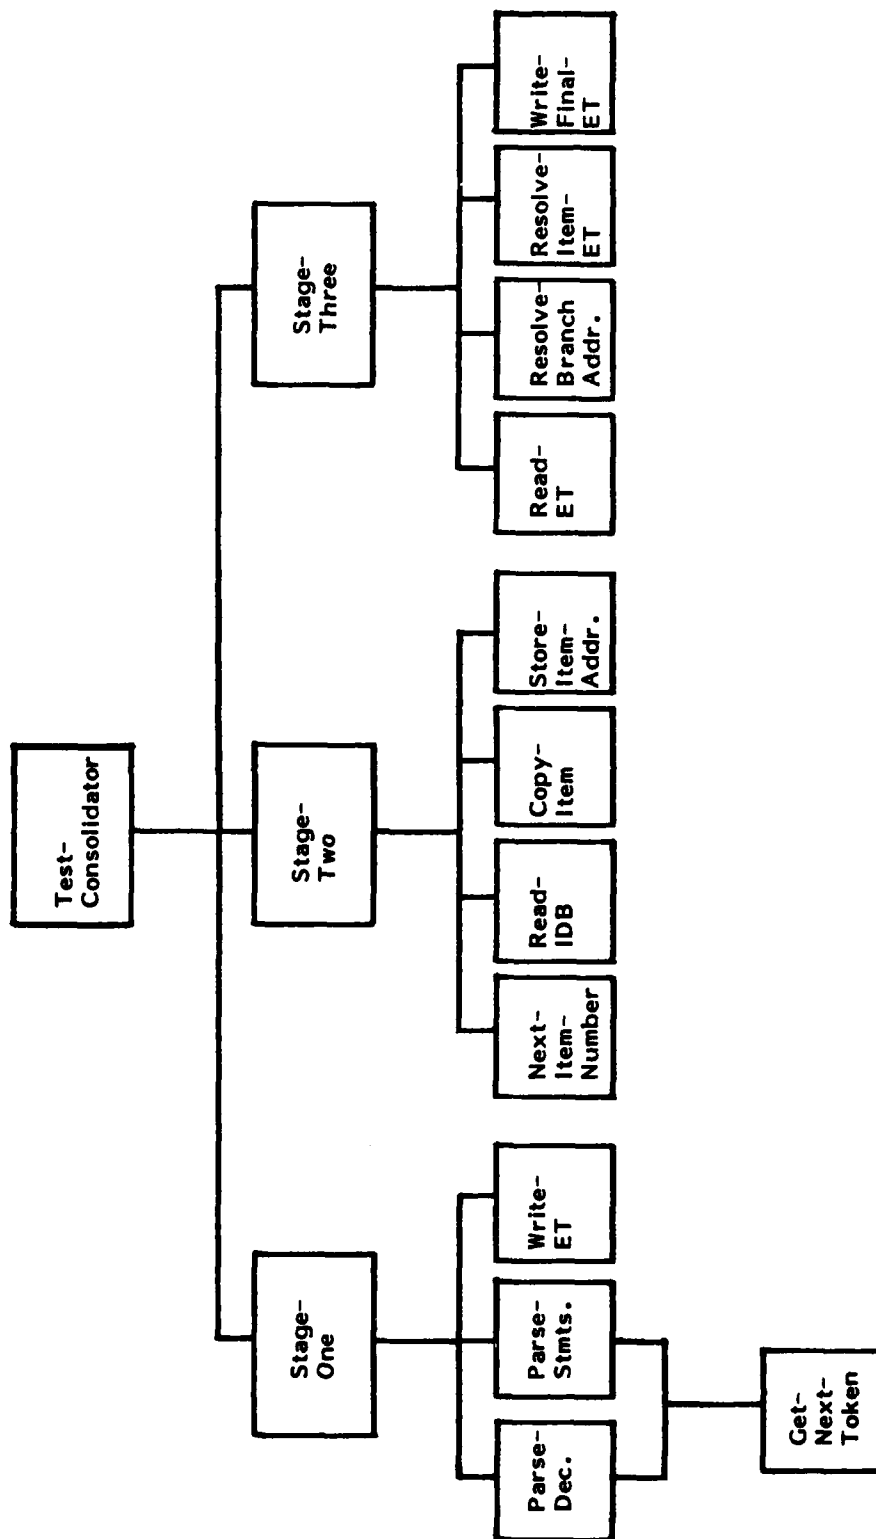 Test-
Consolidator
Stage-
One
Stage-
Two
Stage-
Three
Parse-
Dec.
Parse-
Stmts.
Write-
ET
Next-
Item-
Number
Read-
IDB
Copy-
Item
Store-
Item-
Addr.
Read-
ET
Resolve-
Branch
Addr.
Resolve-
Item-
ET
Write-
Final-
ET
Get-
Next-
Token